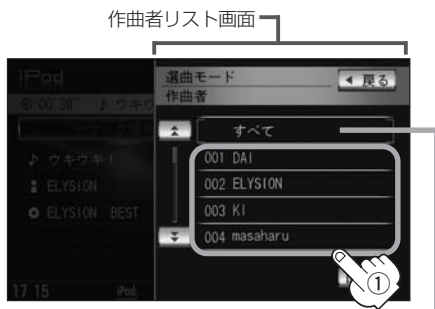 作曲者リスト画面
iPod
選曲モード
戻る
00'30" ♪ ウキウ
作曲者
すべて
♪ ウキウキ!
001 DAI
ELYSION
002 ELYSION
ELYSION BEST
003 KI
004 masaharu
①
17:15
iPod